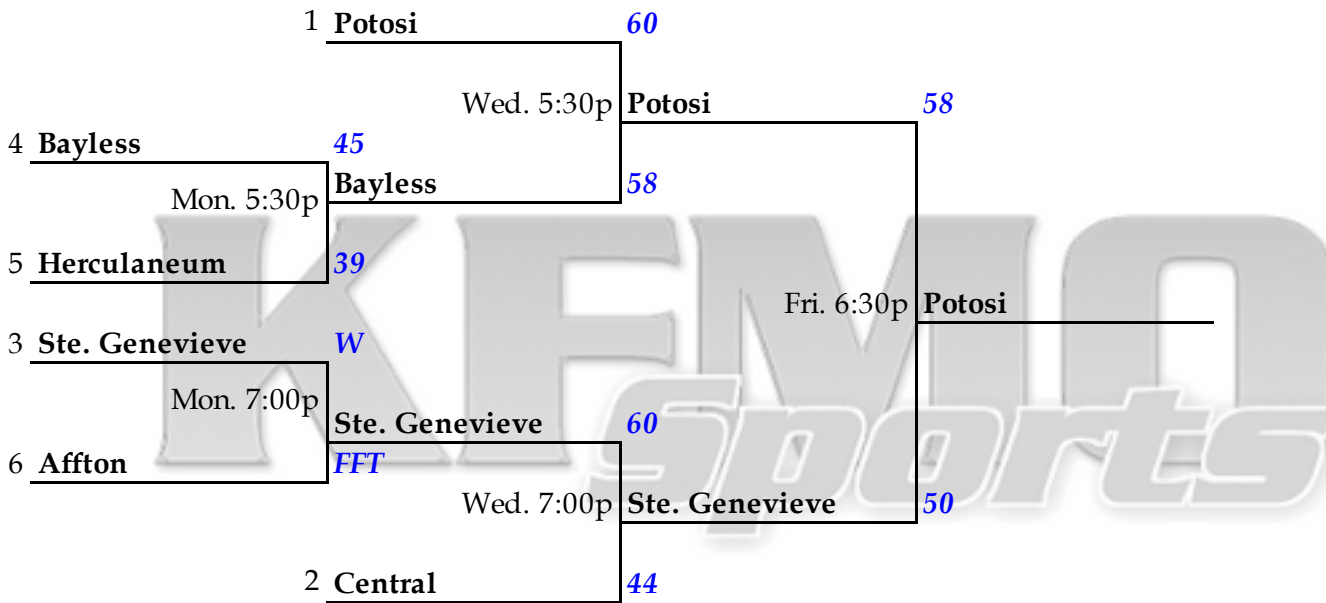 1 Potosi 60
Wed. 5:30p Potosi 58
4 Bayless 45
Mon. 5:30p Bayless 58
5 Herculaneum 39
Fri. 6:30p Potosi
3 Ste. Genevieve W
Mon. 7:00p
Ste. Genevieve 60
6 Affton FFT
Wed. 7:00p Ste. Genevieve 50
2 Central 44
KFMO
Sports